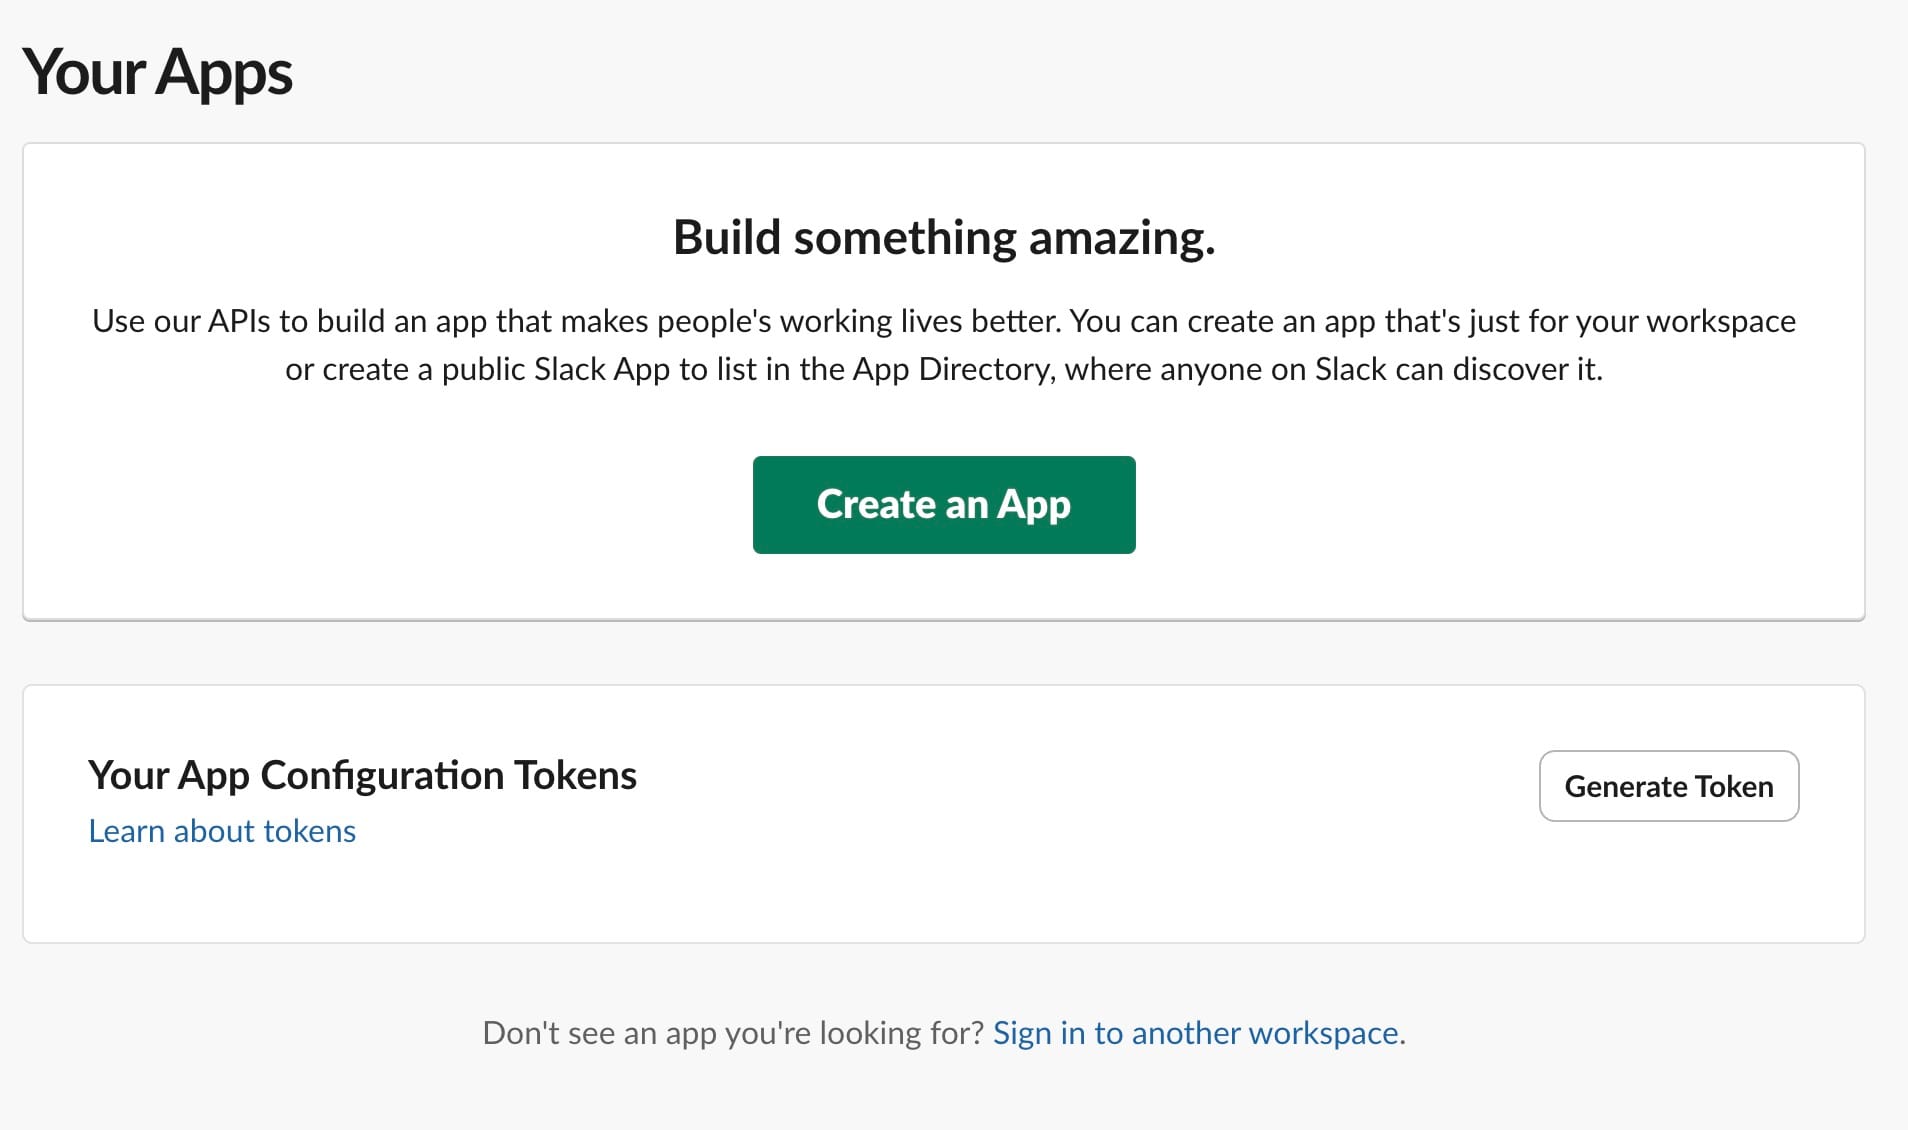 Your Apps
Build something amazing.
Use our APIs to build an app that makes people's working lives better. You can create an app that's just for your workspace
or create a public Slack App to list in the App Directory, where anyone on Slack can discover it.
Create an App
Your App Configuration Tokens
Generate Token
Learn about tokens
Don't see an app you're looking for? Sign in to another workspace.